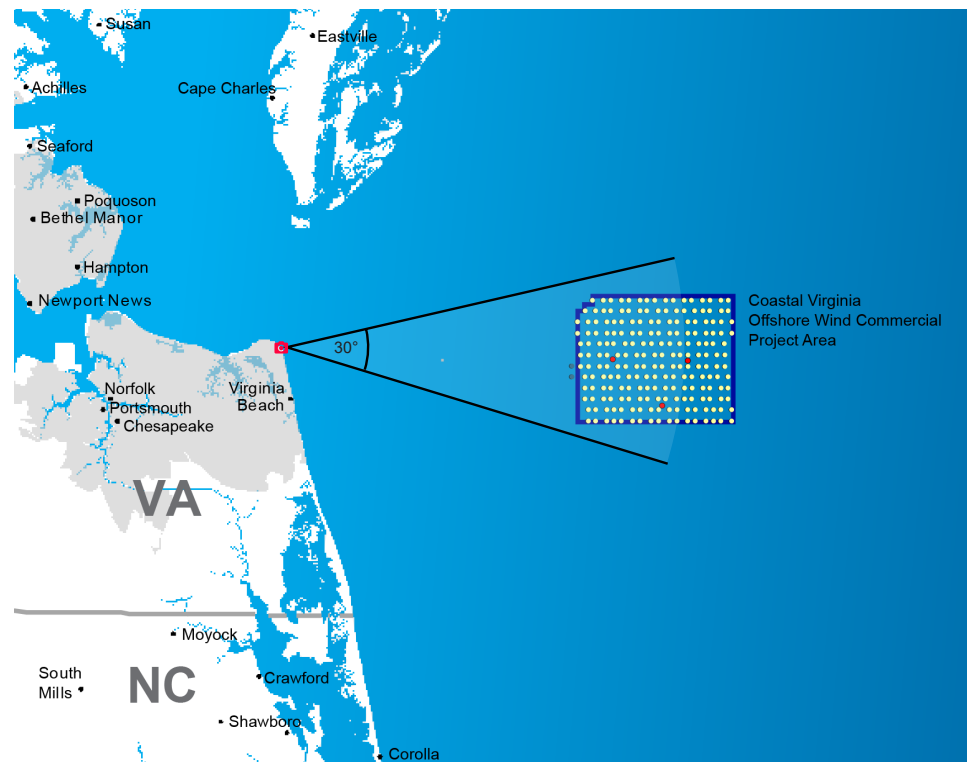 Susan
Eastville
Achilles
Cape Charles
Seaford
Poquoson
Bethel Manor
Hampton
Newport News
Coastal Virginia
Offshore Wind Commercial
Project Area
30°
Norfolk
Portsmouth
Chesapeake
Virginia
Beach
VA
Moyock
NC
South
Mills
Crawford
Shawboro
Corolla